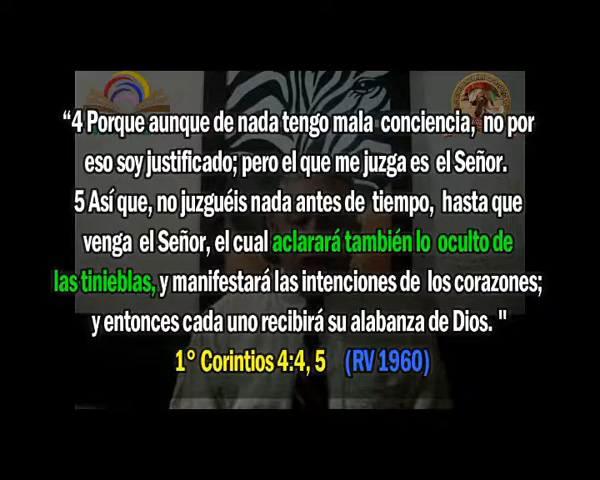 “4 Porque aunque de nada tengo mala conciencia, no por
eso soy justificado; pero el que me juzga es el Señor.
5 Así que, no juzguéis nada antes de tiempo, hasta que
venga el Señor, el cual aclarará también lo oculto de
las tinieblas, y manifestará las intenciones de los corazones;
y entonces cada uno recibirá su alabanza de Dios. "
1° Corintios 4:4, 5 (RV 1960)